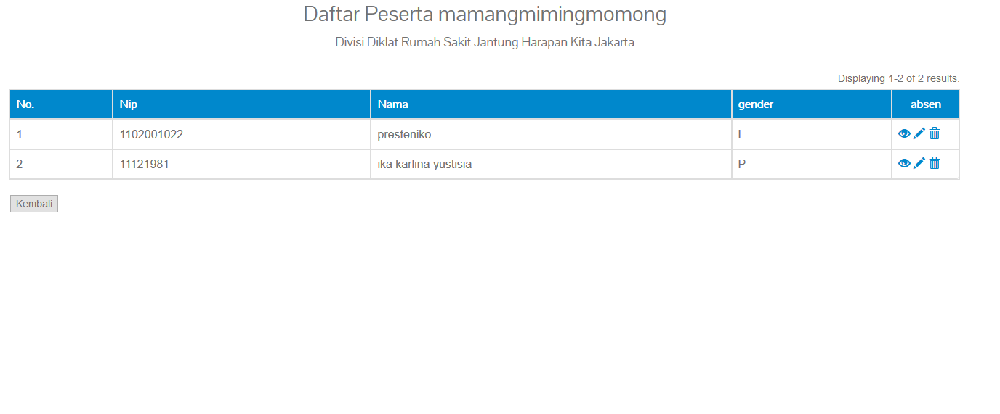 Daftar Peserta mamangmimingmomong
Divisi Diklat Rumah Sakit Jantung Harapan Kita Jakarta
Displaying 1-2 of 2 results.
No. Nip Nama gender absen
1 1102001022 presteniko L
2 11121981 ika karlina yustisia P
Kembali